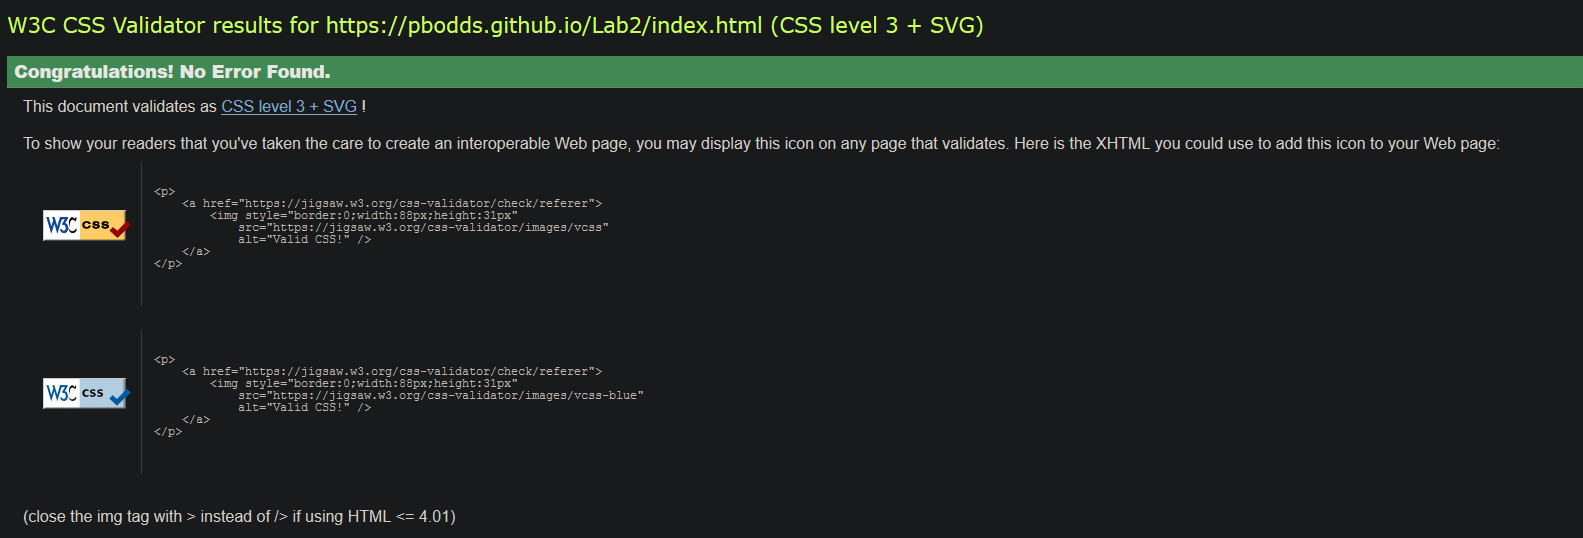 W3C CSS Validator results for https://pbodds.github.io/Lab2/index.html (CSS level 3 + SVG)
Congratulations! No Error Found.
This document validates as CSS level 3 + SVG !
To show your readers that you've taken the care to create an interoperable Web page, you may display this icon on any page that validates. Here is the XHTML you could use to add this icon to your Web page:
W3C css
<p>
    <a href="https://jigsaw.w3.org/css-validator/check/referer">
        <img style="border:0;width:88px;height:31px"
            src="https://jigsaw.w3.org/css-validator/images/vcss"
            alt="Valid CSS!" />
    </a>
</p>
W3C css
<p>
    <a href="https://jigsaw.w3.org/css-validator/check/referer">
        <img style="border:0;width:88px;height:31px"
            src="https://jigsaw.w3.org/css-validator/images/vcss-blue"
            alt="Valid CSS!" />
    </a>
</p>
(close the img tag with > instead of /> if using HTML <= 4.01)